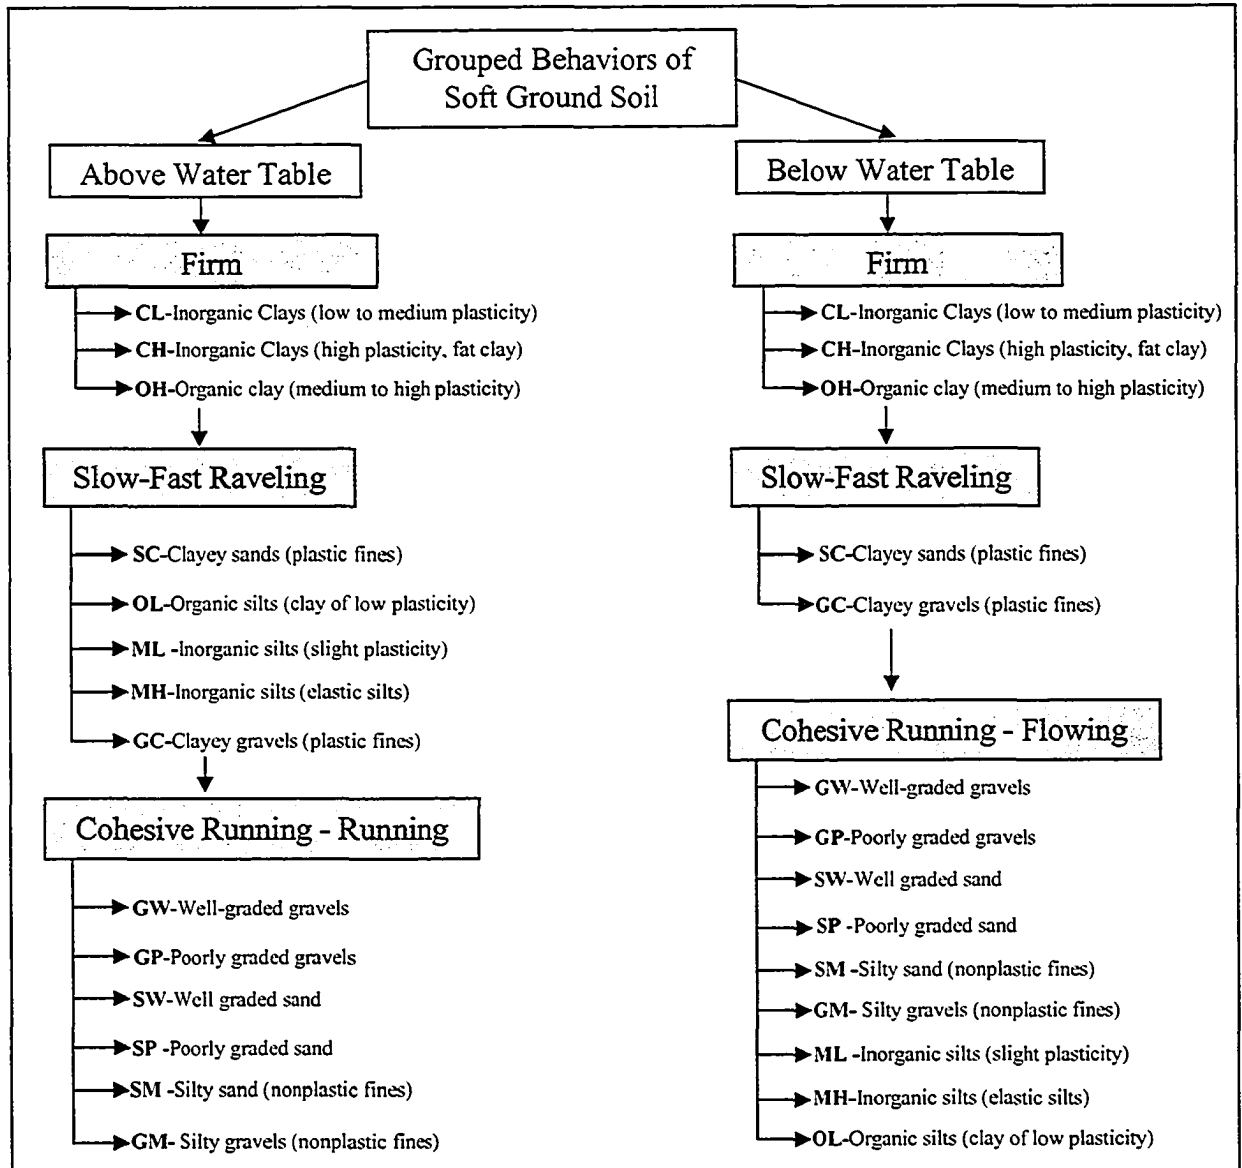 Grouped Behaviors of
Soft Ground Soil
Above Water Table
Firm
CL-Inorganic Clays (low to medium plasticity)
CH-Inorganic Clays (high plasticity, fat clay)
OH-Organic clay (medium to high plasticity)
Slow-Fast Raveling
SC-Clayey sands (plastic fines)
OL-Organic silts (clay of low plasticity)
ML -Inorganic silts (slight plasticity)
MH-Inorganic silts (elastic silts)
GC-Clayey gravels (plastic fines)
Cohesive Running - Running
GW-Well-graded gravels
GP-Poorly graded gravels
SW-Well graded sand
SP -Poorly graded sand
SM -Silty sand (nonplastic fines)
GM- Silty gravels (nonplastic fines)
Below Water Table
Firm
CL-Inorganic Clays (low to medium plasticity)
CH-Inorganic Clays (high plasticity, fat clay)
OH-Organic clay (medium to high plasticity)
Slow-Fast Raveling
SC-Clayey sands (plastic fines)
GC-Clayey gravels (plastic fines)
Cohesive Running - Flowing
GW-Well-graded gravels
GP-Poorly graded gravels
SW-Well graded sand
SP -Poorly graded sand
SM -Silty sand (nonplastic fines)
GM- Silty gravels (nonplastic fines)
ML -Inorganic silts (slight plasticity)
MH-Inorganic silts (elastic silts)
OL-Organic silts (clay of low plasticity)